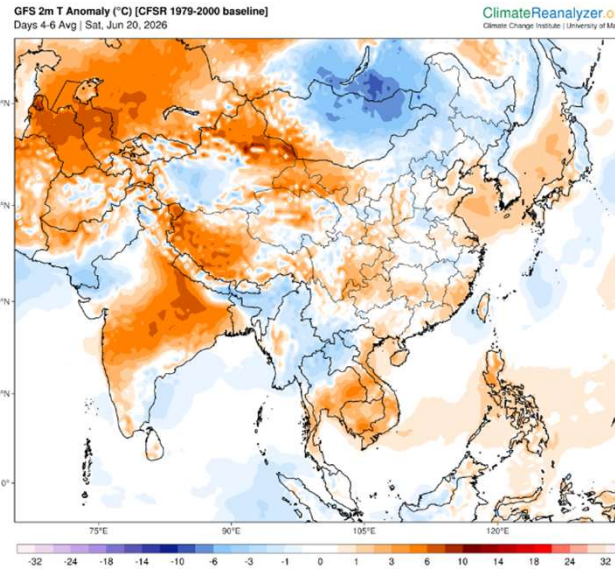 GFS 2m T Anomaly (°C) [CFSR 1979-2000 baseline]
Days 4-6 Avg | Sat, Jun 20, 2026
ClimateReanalyzer.o
Climate Change Institute | University of Ma
°N
°N
°N
°N
0°
75°E 90°E 105°E 120°E
-32 -24 -18 -14 -10 -6 -3 -1 0 1 3 6 10 14 18 24 32